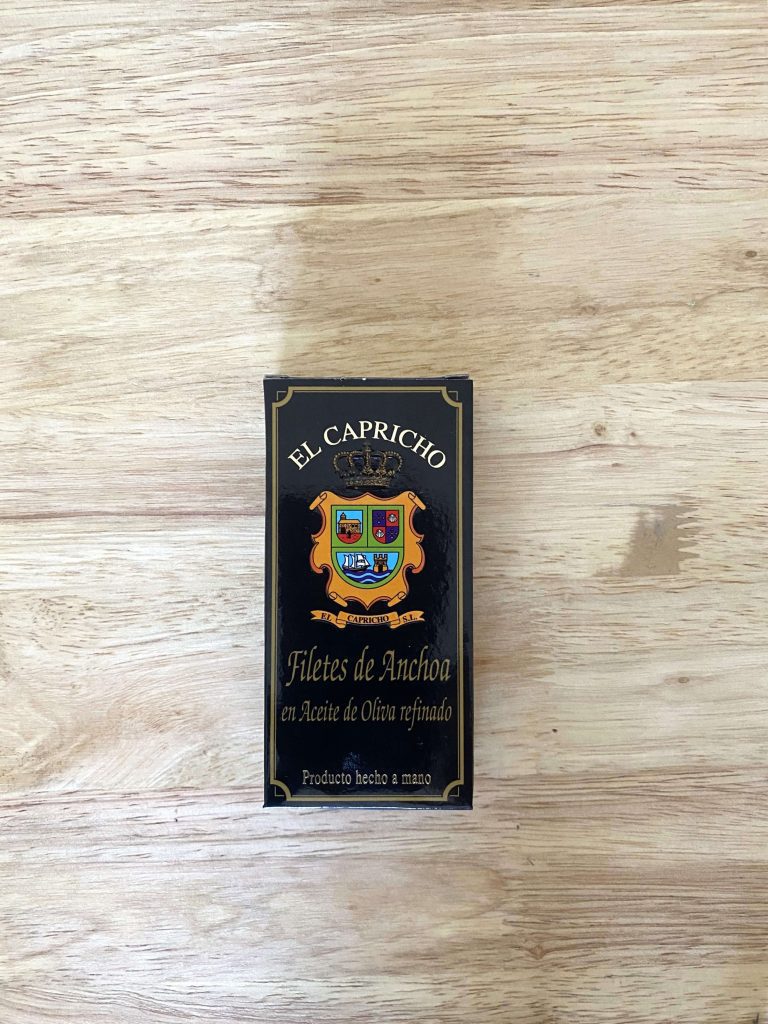 EL CAPRICHO
EL CAPRICHO S.L.
Filetes de Anchoa
en Aceite de Oliva refinado
Producto hecho a mano